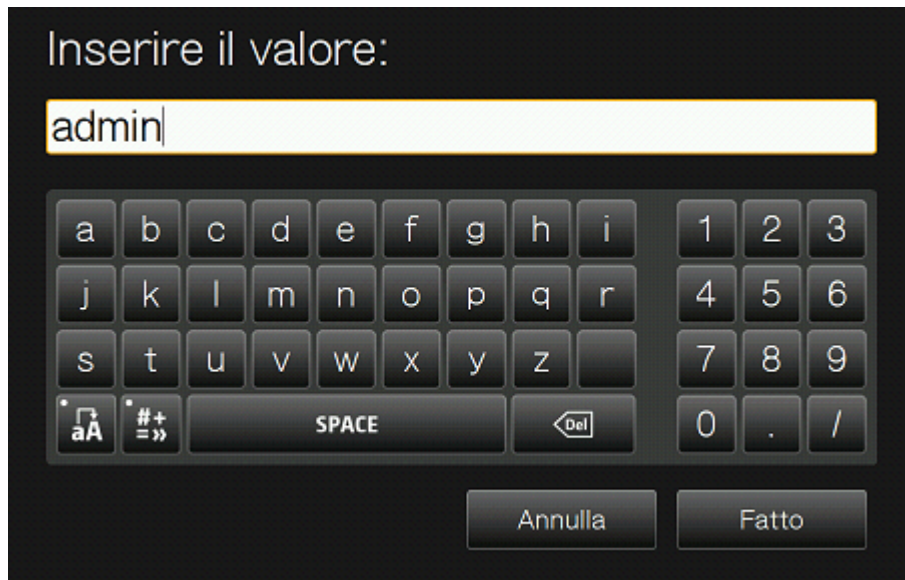 Inserire il valore:
admin
a b c d e f g h i 1 2 3
j k l m n o p q r 4 5 6
s t u v w x y z 7 8 9
aA #+=» SPACE Del 0 . /
Annulla Fatto